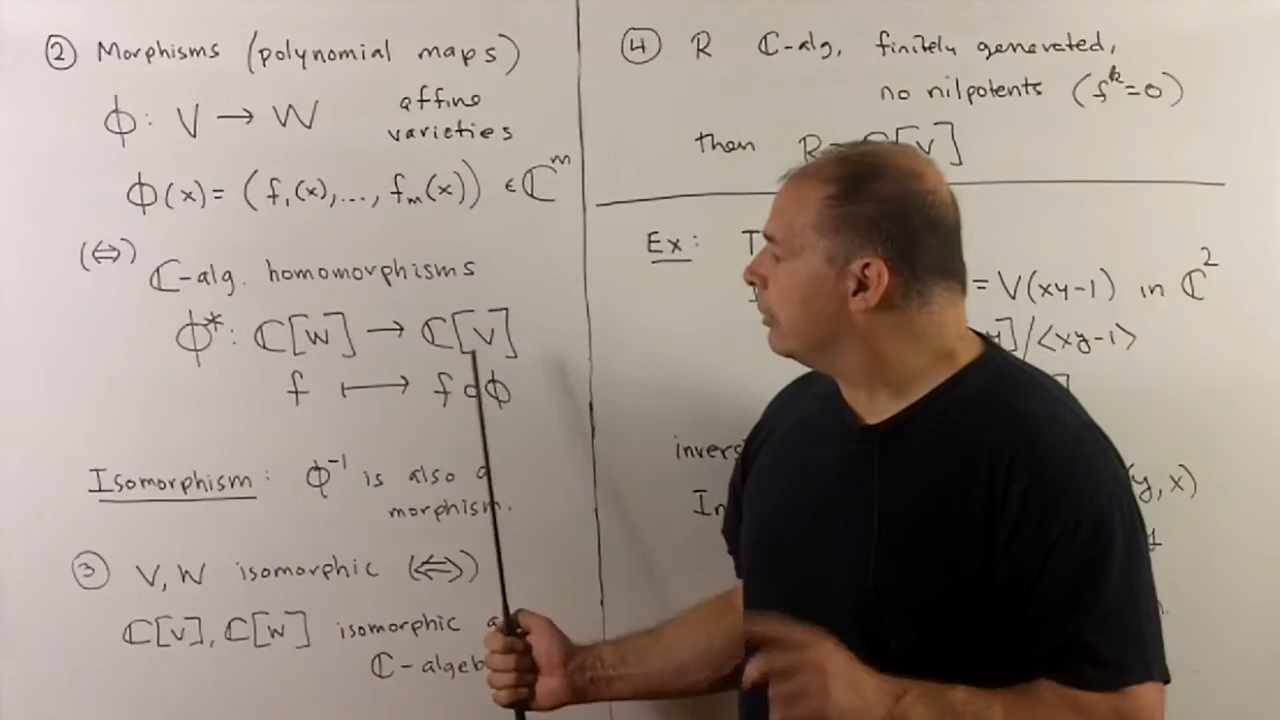 ② Morphisms (polynomial maps)
Φ: V → W affine varieties
Φ(x) = (f₁(x), ..., fₘ(x)) ∈ ℂᵐ
(⇔)
ℂ-alg. homomorphisms
Φ*: ℂ[W] → ℂ[V]
f ⟼ f∘Φ
Isomorphism: Φ⁻¹ is also
morphism.
③ V, W isomorphic (⇔)
ℂ[V], ℂ[W] isomorphic
ℂ-algeb
④ R ℂ-alg, finitely generated,
no nilpotents (fᵏ=0)
then R [V]
Ex:
= V(xy-1) in ℂ²
]/<xy-1>
invers
(y, x)